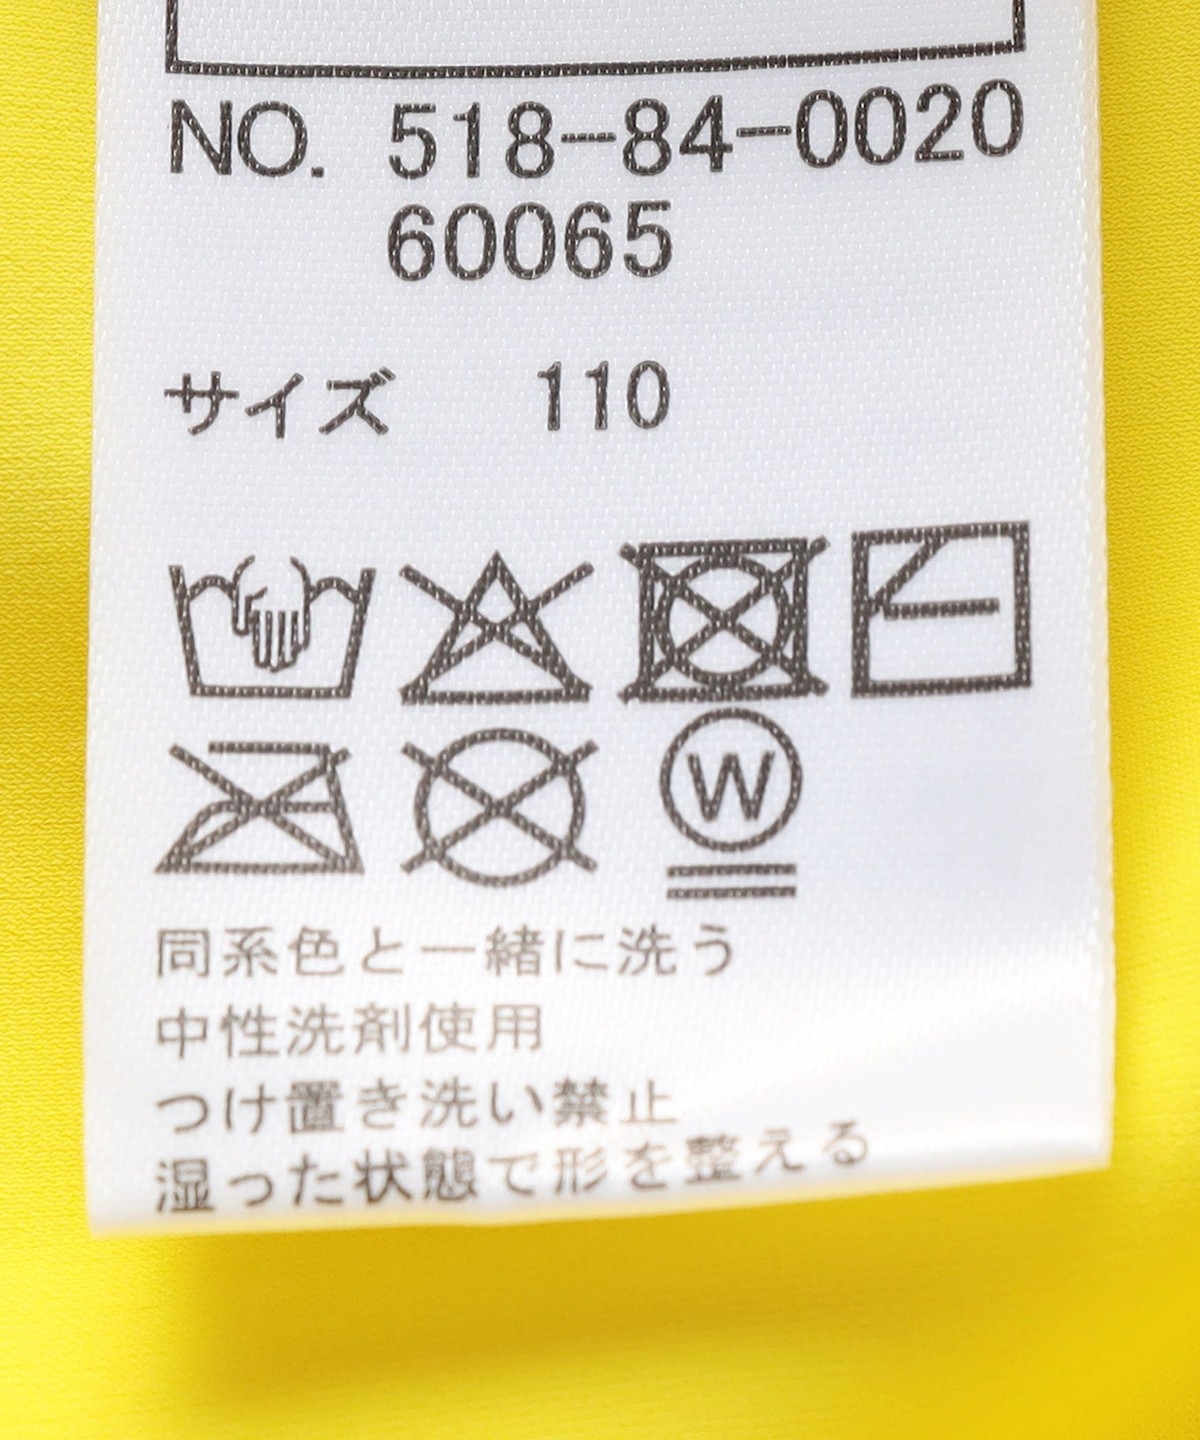 NO. 518-84-0020
60065
サイズ 110
W
同系色と一緒に洗う
中性洗剤使用
つけ置き洗い禁止
湿った状態で形を整える